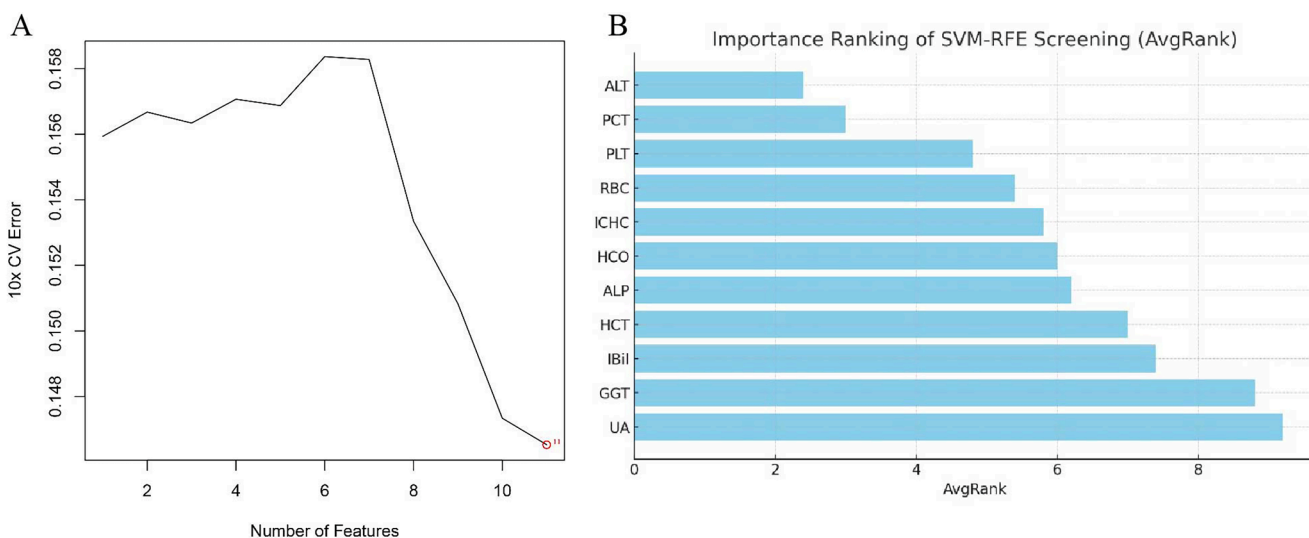 A
10x CV Error
0.158
0.156
0.154
0.152
0.150
0.148
11
2 4 6 8 10
Number of Features
B
Importance Ranking of SVM-RFE Screening (AvgRank)
ALT
PCT
PLT
RBC
ICHC
HCO
ALP
HCT
IBil
GGT
UA
0 2 4 6 8
AvgRank